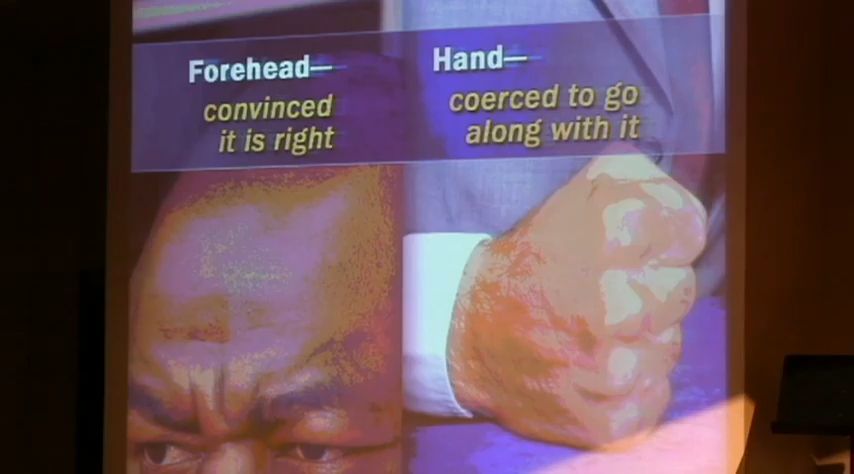 Forehead—
convinced
it is right
Hand—
coerced to go
along with it